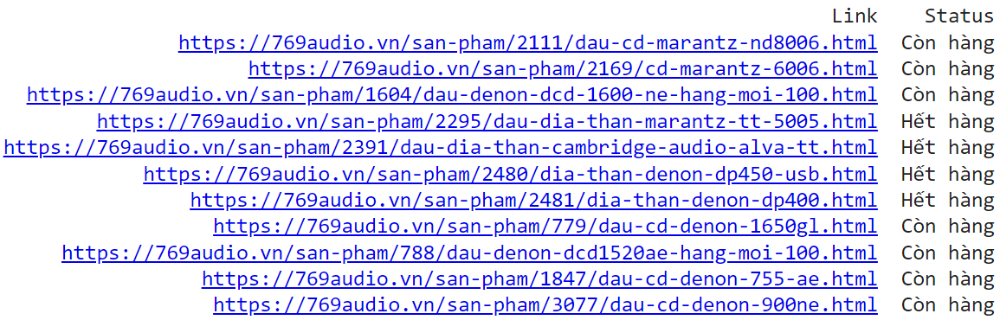 Link Status
https://769audio.vn/san-pham/2111/dau-cd-marantz-nd8006.html Còn hàng
https://769audio.vn/san-pham/2169/cd-marantz-6006.html Còn hàng
https://769audio.vn/san-pham/1604/dau-denon-dcd-1600-ne-hang-moi-100.html Còn hàng
https://769audio.vn/san-pham/2295/dau-dia-than-marantz-tt-5005.html Hết hàng
https://769audio.vn/san-pham/2391/dau-dia-than-cambridge-audio-alva-tt.html Hết hàng
https://769audio.vn/san-pham/2480/dia-than-denon-dp450-usb.html Hết hàng
https://769audio.vn/san-pham/2481/dia-than-denon-dp400.html Hết hàng
https://769audio.vn/san-pham/779/dau-cd-denon-1650gl.html Còn hàng
https://769audio.vn/san-pham/788/dau-denon-dcd1520ae-hang-moi-100.html Còn hàng
https://769audio.vn/san-pham/1847/dau-cd-denon-755-ae.html Còn hàng
https://769audio.vn/san-pham/3077/dau-cd-denon-900ne.html Còn hàng